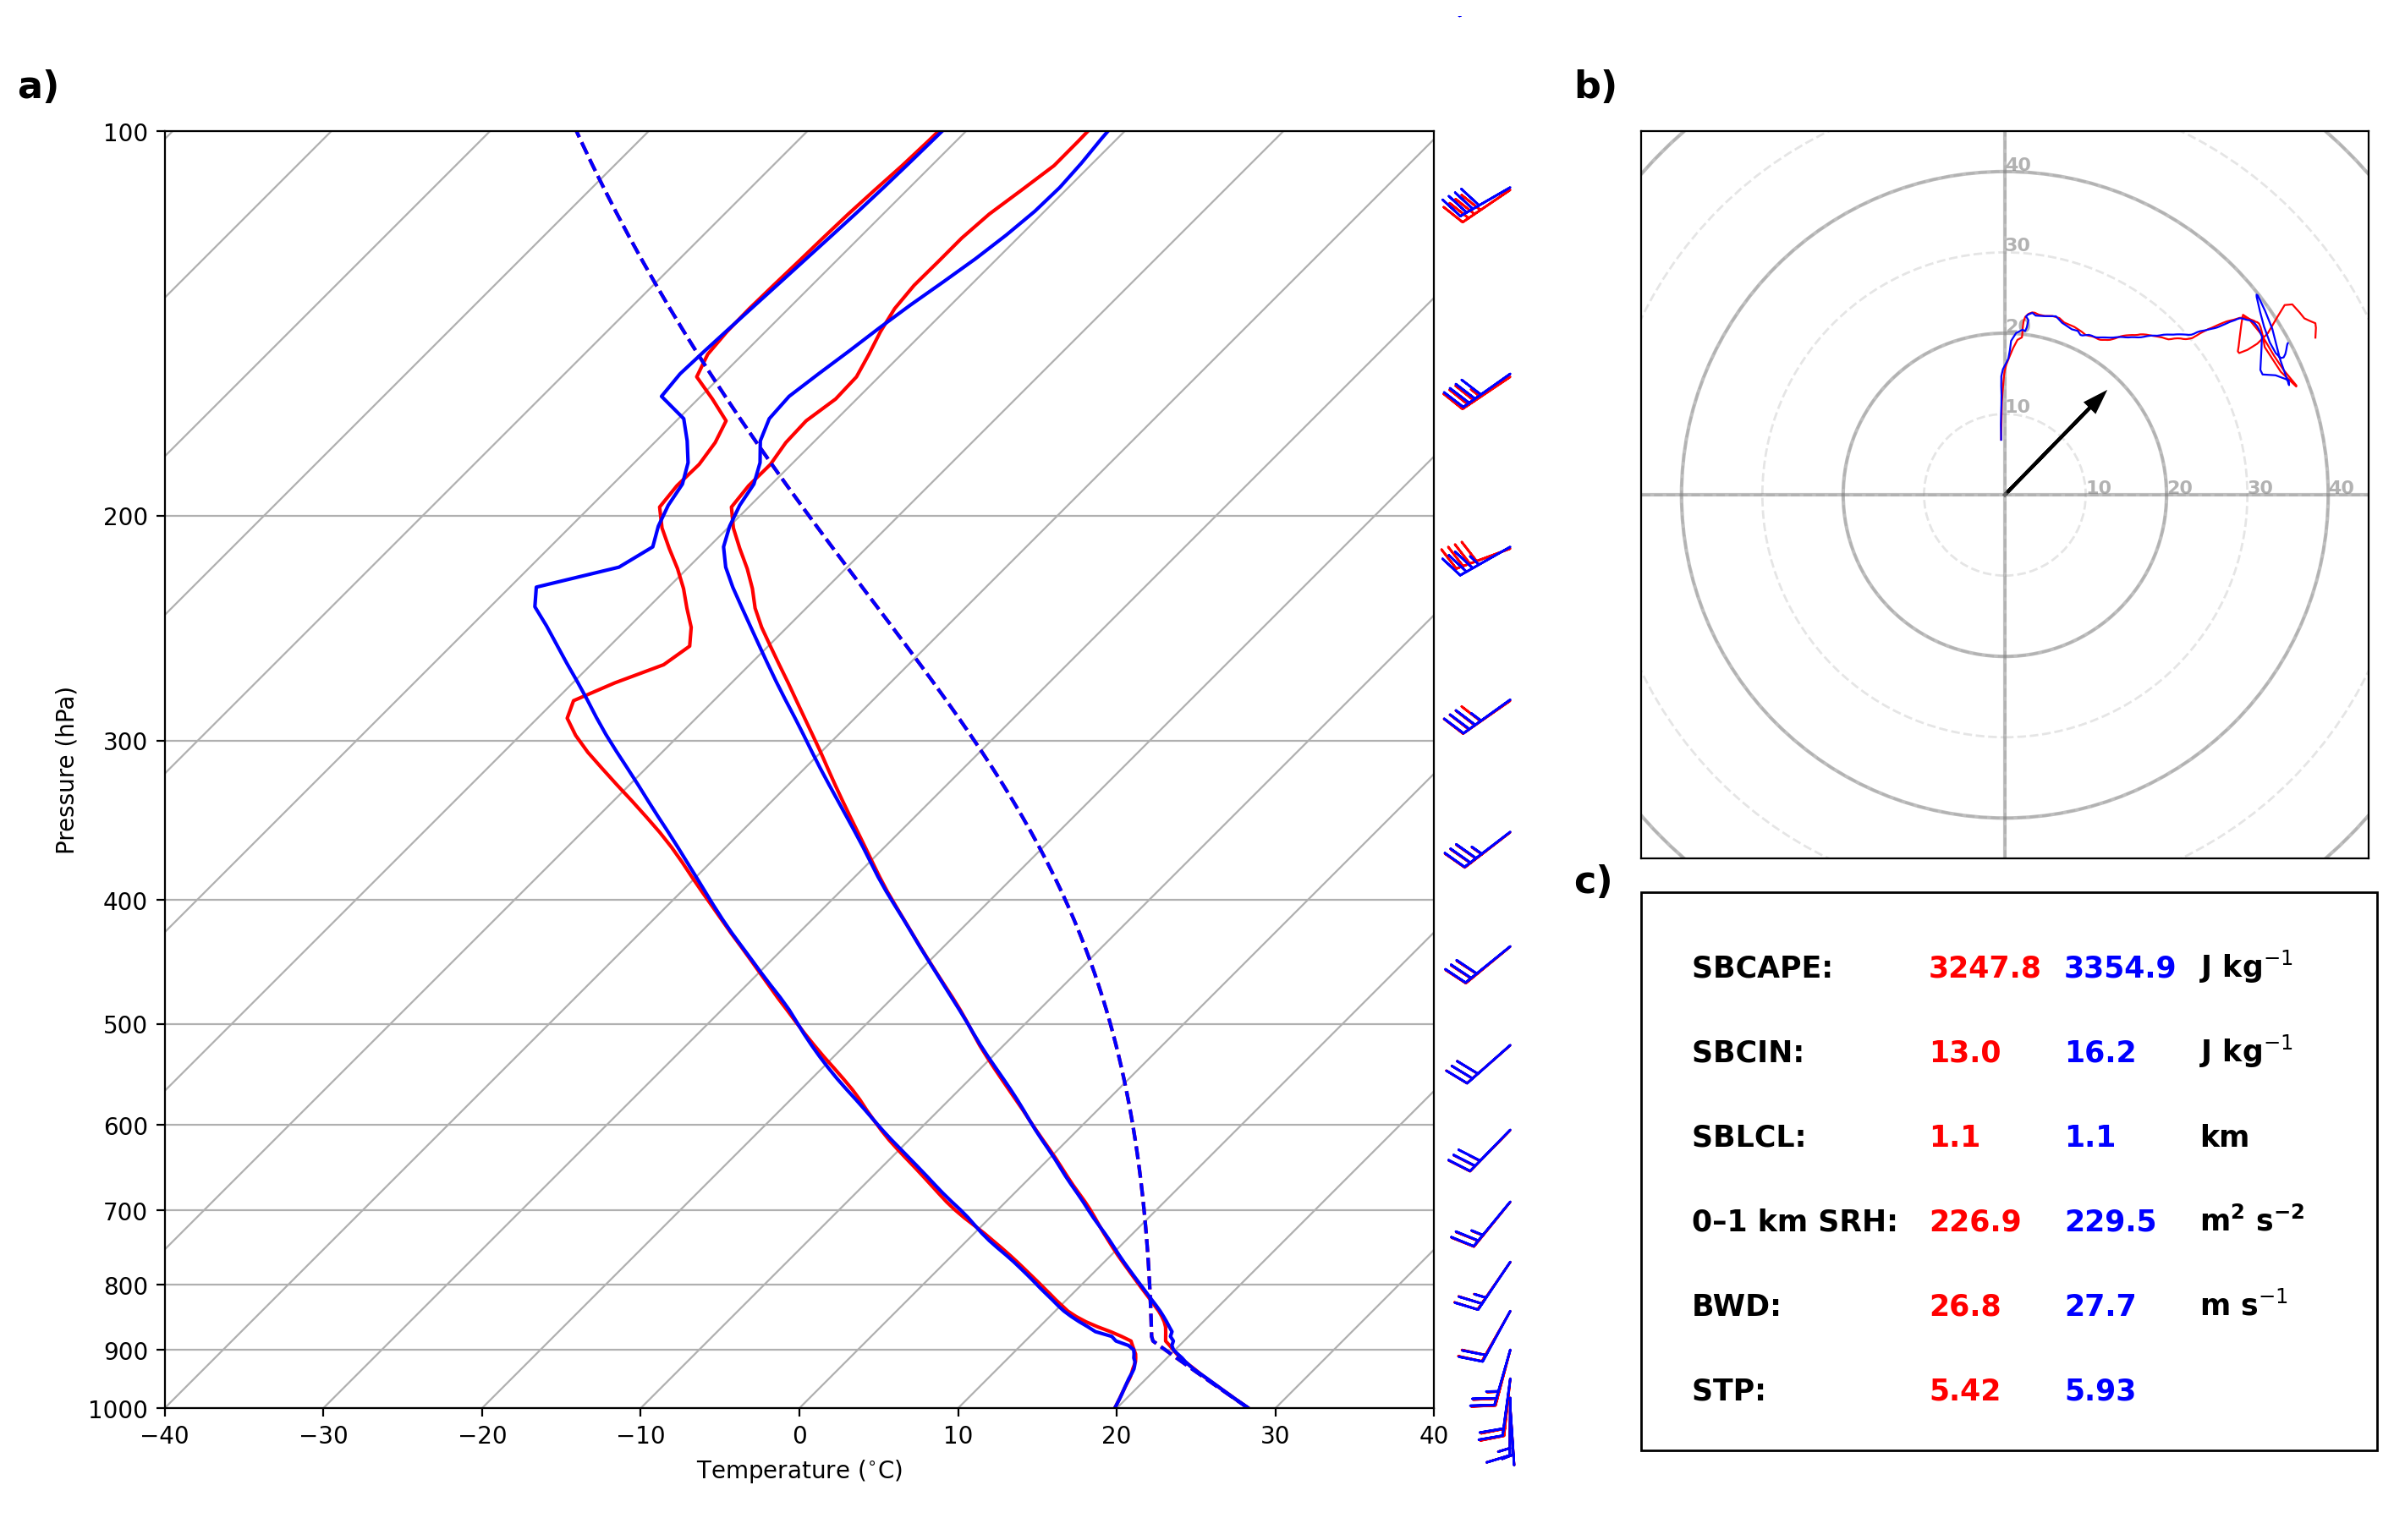 a)
100
200
300
400
500
600
700
800
900
1000
Pressure (hPa)
−40 −30 −20 −10 0 10 20 30 40
Temperature (°C)
b)
40
30
20
10
10 20 30 40
c)
SBCAPE: 3247.8 3354.9 J kg⁻¹
SBCIN: 13.0 16.2 J kg⁻¹
SBLCL: 1.1 1.1 km
0–1 km SRH: 226.9 229.5 m² s⁻²
BWD: 26.8 27.7 m s⁻¹
STP: 5.42 5.93